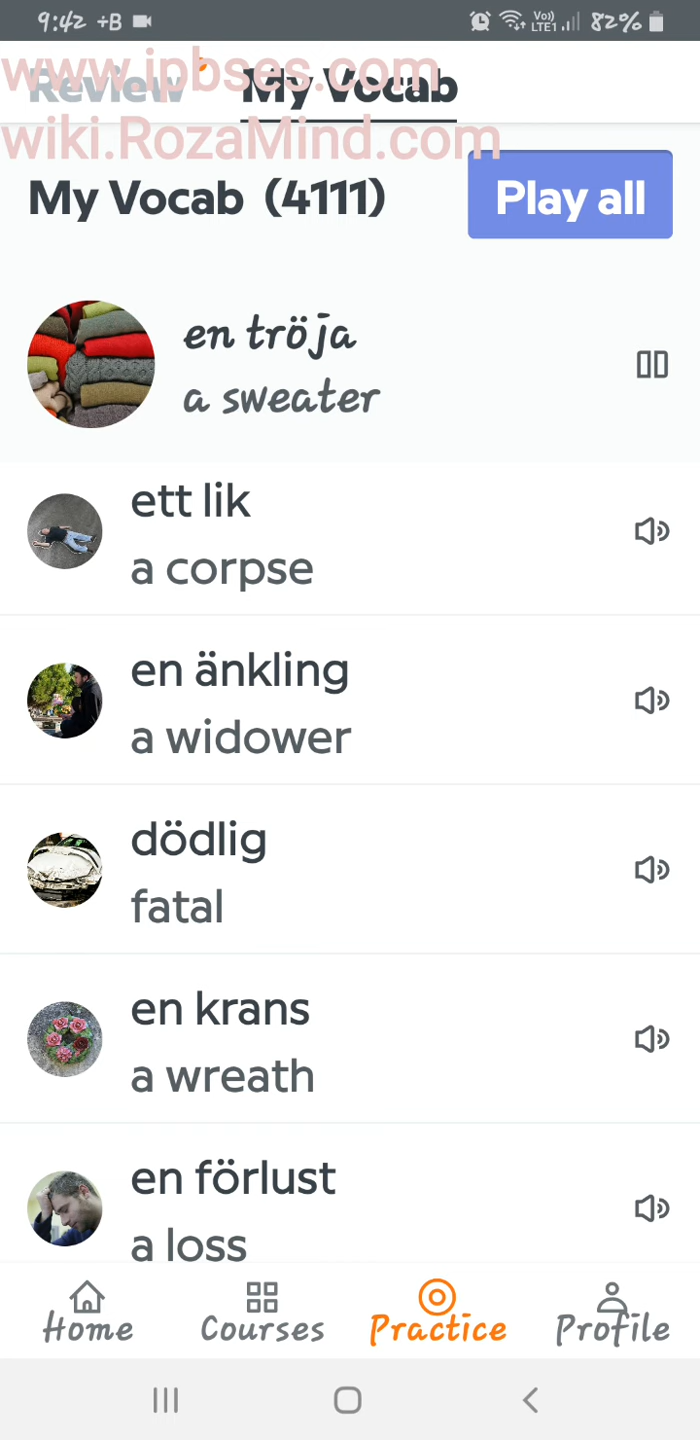 9:42 ÷B Vo) LTE1 82%
www.ipbses.com
Review My Vocab
wiki.RozaMind.com
My Vocab (4111) Play all
en tröja
a sweater
ett lik
a corpse
en änkling
a widower
dödlig
fatal
en krans
a wreath
en förlust
a loss
Home Courses Practice Profile